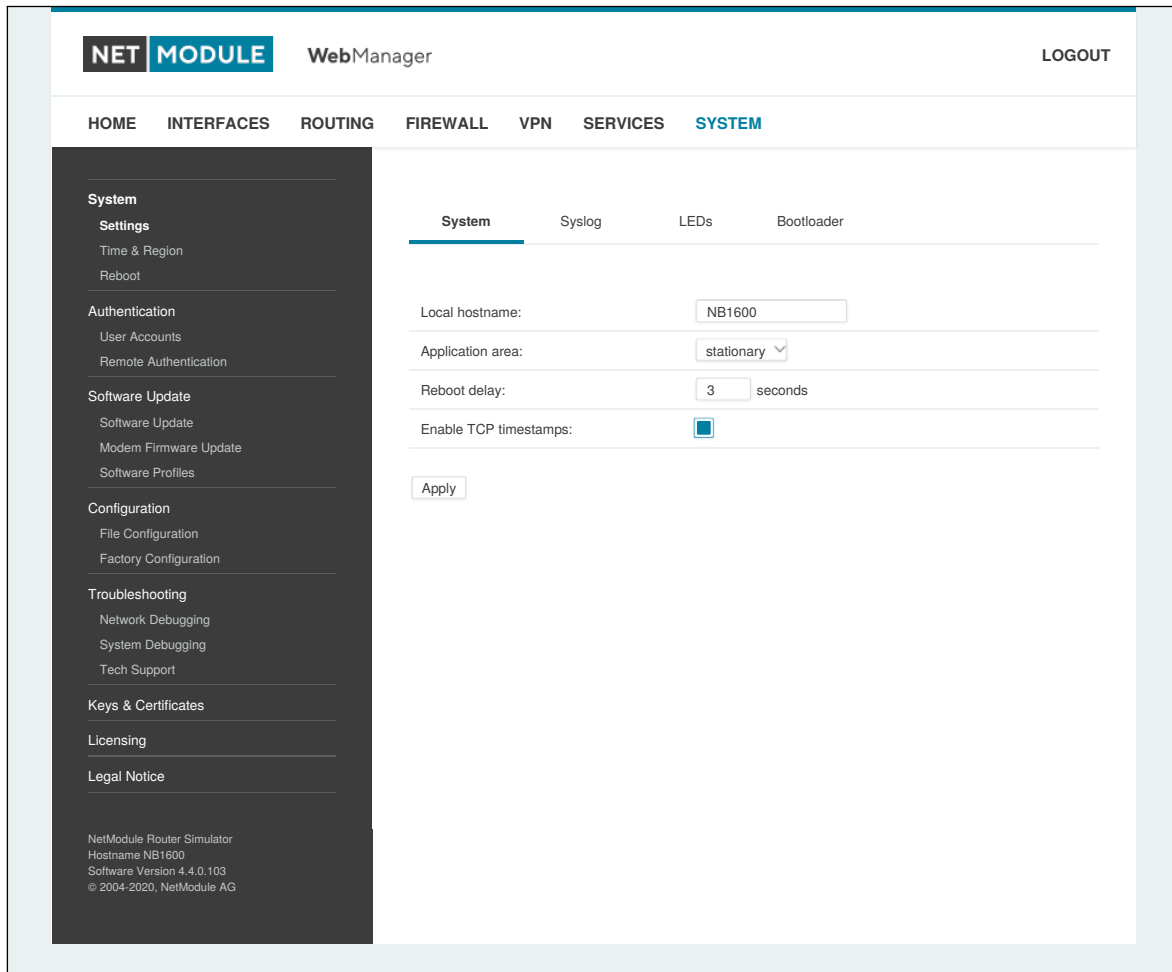 NET MODULE WebManager LOGOUT
HOME INTERFACES ROUTING FIREWALL VPN SERVICES SYSTEM
System
Settings
Time & Region
Reboot
Authentication
User Accounts
Remote Authentication
Software Update
Software Update
Modem Firmware Update
Software Profiles
Configuration
File Configuration
Factory Configuration
Troubleshooting
Network Debugging
System Debugging
Tech Support
Keys & Certificates
Licensing
Legal Notice
NetModule Router Simulator
Hostname NB1600
Software Version 4.4.0.103
© 2004-2020, NetModule AG
System Syslog LEDs Bootloader
Local hostname: NB1600
Application area: stationary
Reboot delay: 3 seconds
Enable TCP timestamps:
Apply